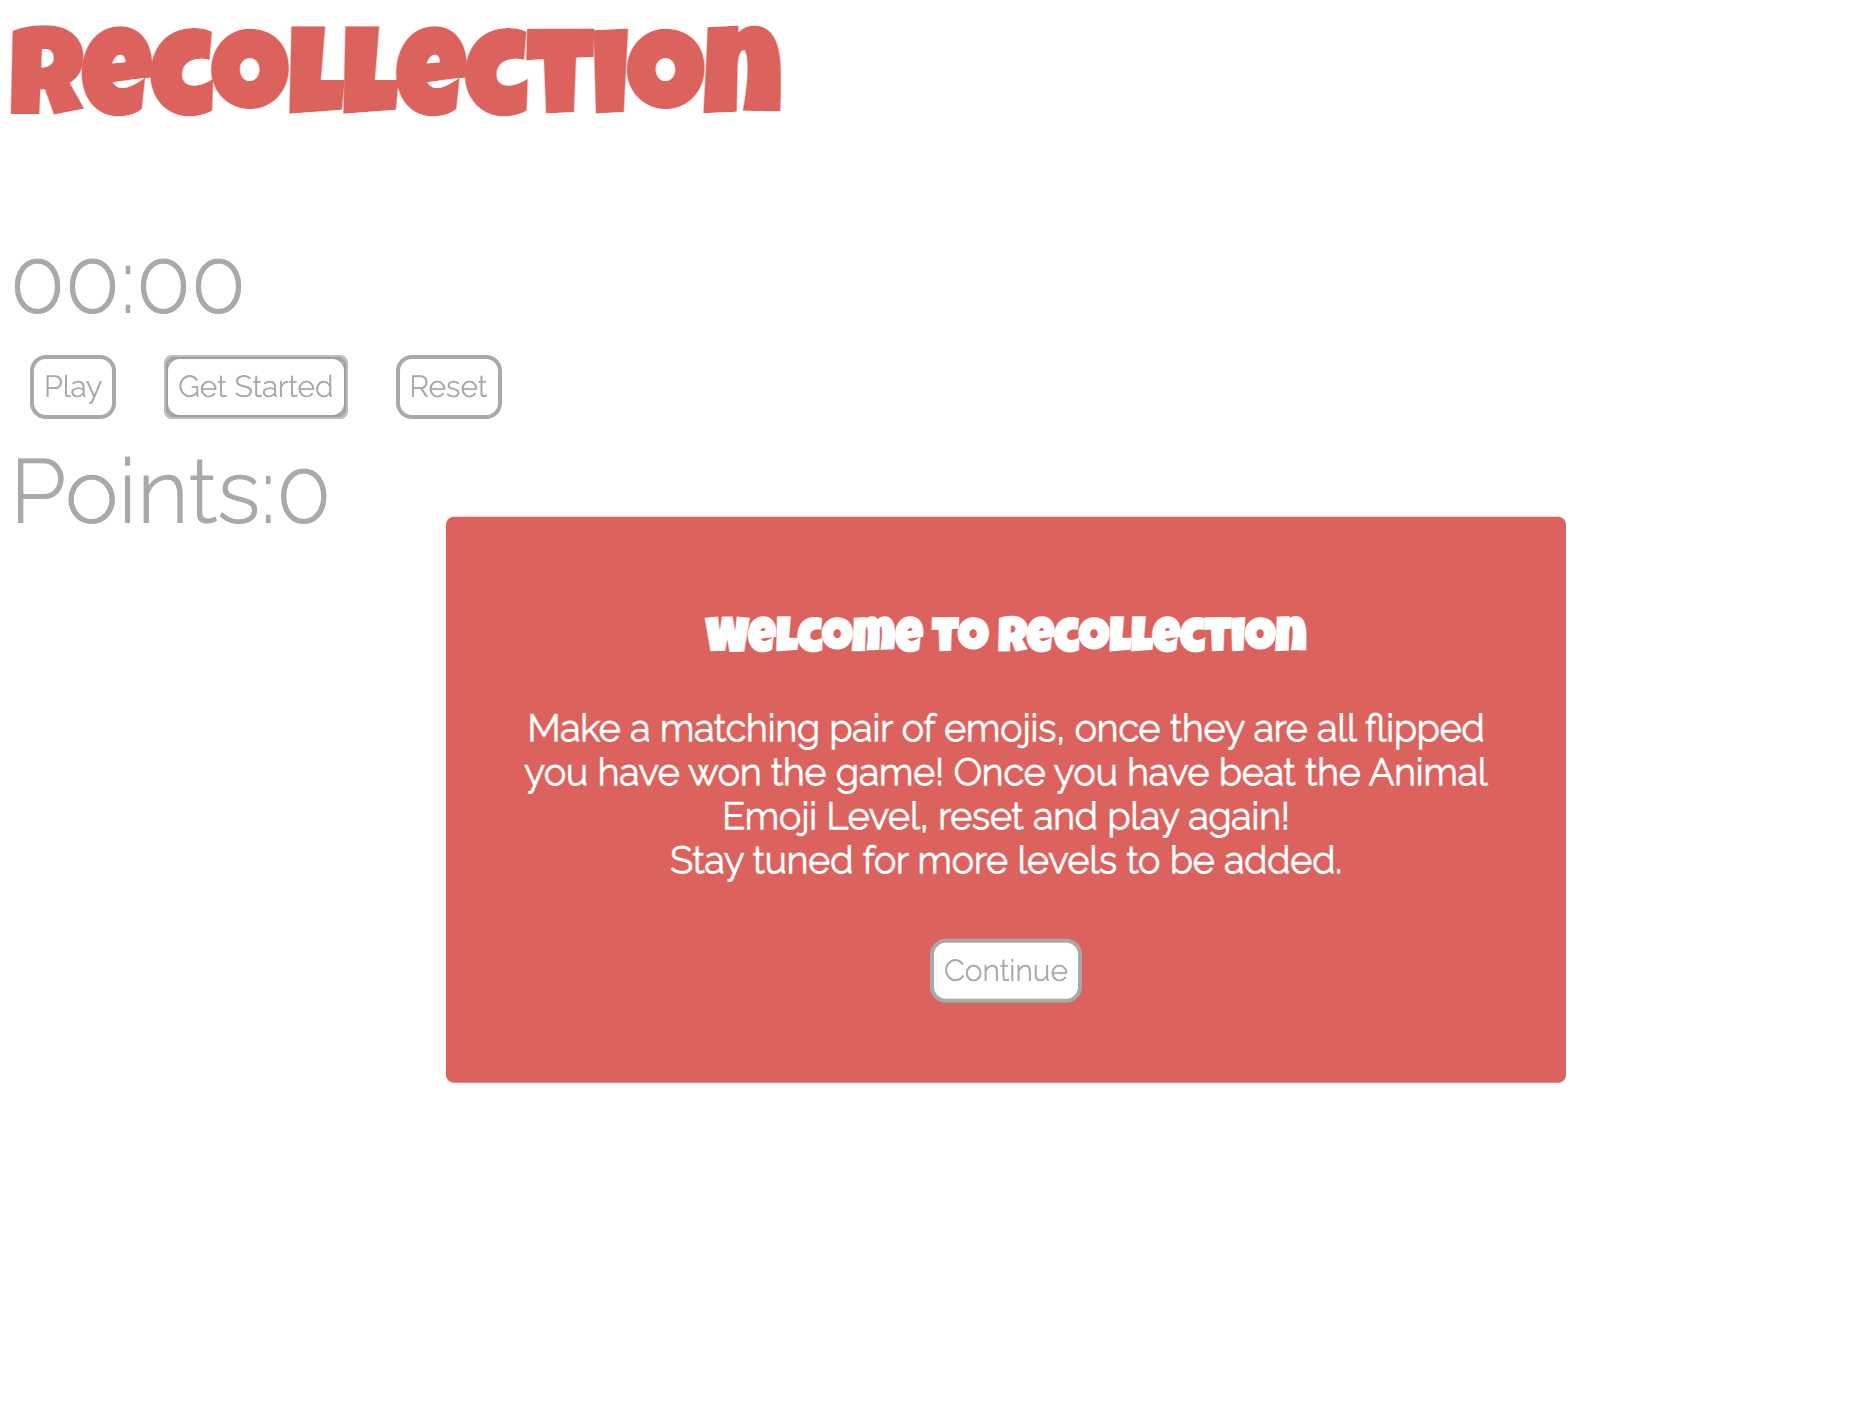 Recollection
00:00
Play Get Started Reset
Points:0
Welcome to Recollection
Make a matching pair of emojis, once they are all flipped
you have won the game! Once you have beat the Animal
Emoji Level, reset and play again!
Stay tuned for more levels to be added.
Continue